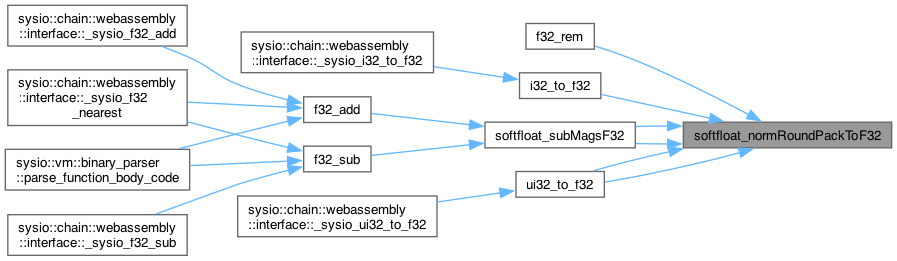 sysio::chain::webassembly
::interface::_sysio_f32_add
sysio::chain::webassembly
::interface::_sysio_f32
_nearest
sysio::vm::binary_parser
::parse_function_body_code
sysio::chain::webassembly
::interface::_sysio_f32_sub
sysio::chain::webassembly
::interface::_sysio_i32_to_f32
f32_add
f32_sub
sysio::chain::webassembly
::interface::_sysio_ui32_to_f32
f32_rem
i32_to_f32
softfloat_subMagsF32
ui32_to_f32
softfloat_normRoundPackToF32